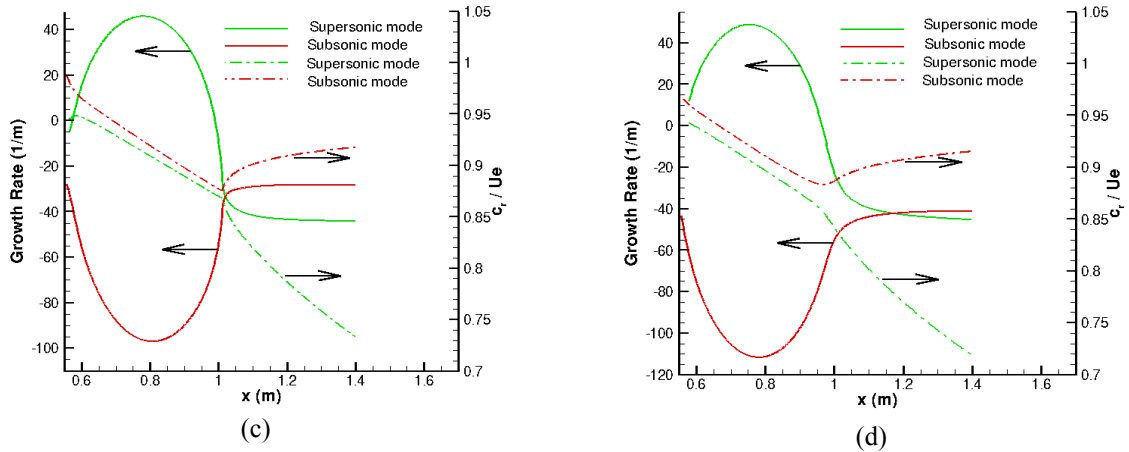 Supersonic mode
Subsonic mode
Supersonic mode
Subsonic mode
Growth Rate (1/m)
40
20
0
-20
-40
-60
-80
-100
0.6
0.8
1
1.2
1.4
1.6
x (m)
1.05
1
0.95
0.9
0.85
0.8
0.75
0.7
c_r / Ue
(c)
Supersonic mode
Subsonic mode
Supersonic mode
Subsonic mode
Growth Rate (1/m)
40
20
0
-20
-40
-60
-80
-100
-120
0.6
0.8
1
1.2
1.4
1.6
x (m)
1.05
1
0.95
0.9
0.85
0.8
0.75
0.7
c_r / Ue
(d)